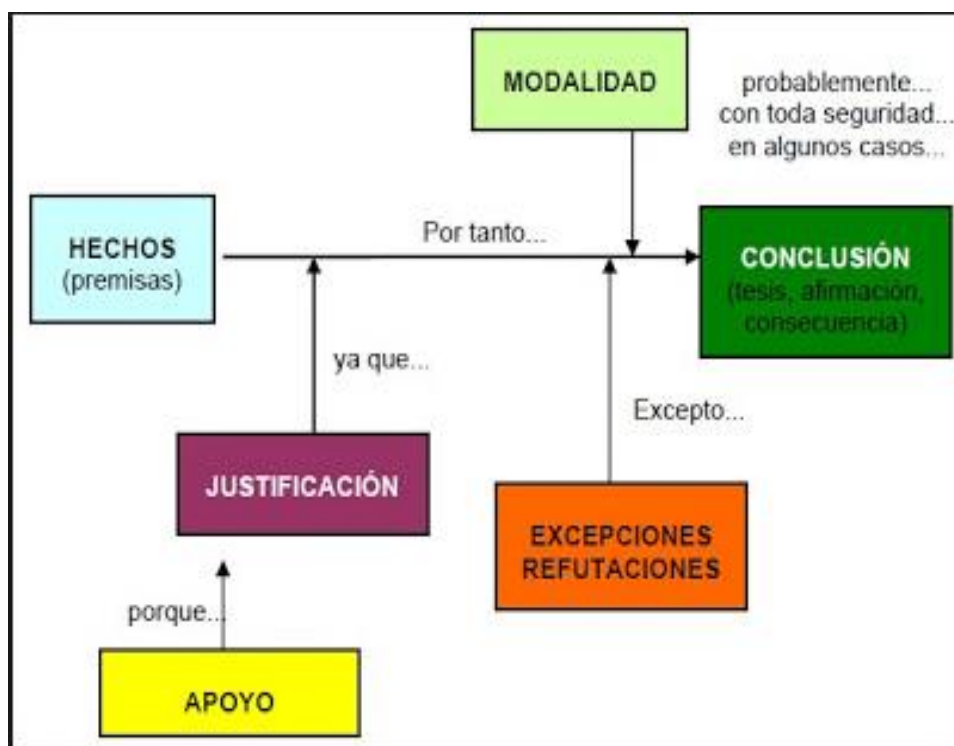 MODALIDAD
probablemente...
con toda seguridad...
en algunos casos...
HECHOS
(premisas)
Por tanto...
CONCLUSIÓN
(tesis, afirmación,
consecuencia)
ya que...
Excepto...
JUSTIFICACIÓN
EXCEPCIONES
REFUTACIONES
porque...
APOYO